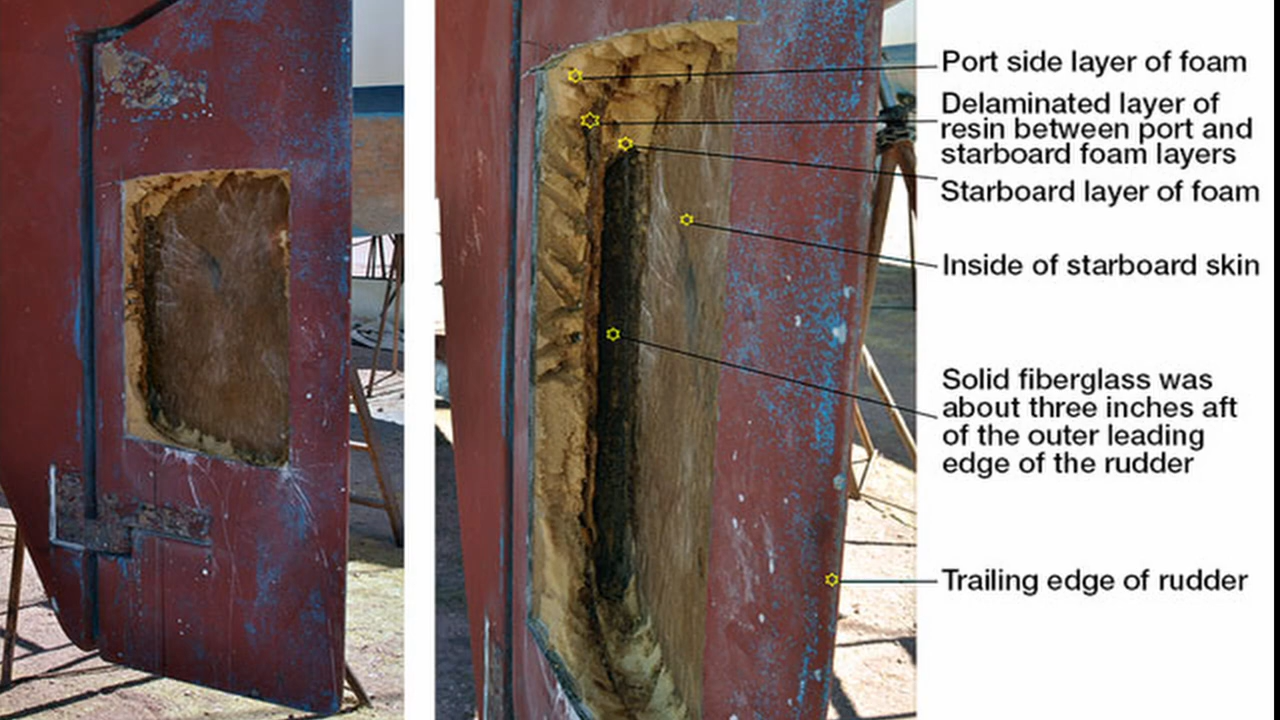 Port side layer of foam
Delaminated layer of
resin between port and
starboard foam layers
Starboard layer of foam
Inside of starboard skin
Solid fiberglass was
about three inches aft
of the outer leading
edge of the rudder
Trailing edge of rudder